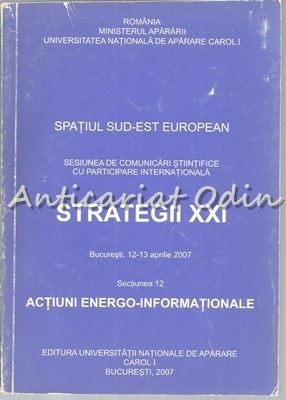 ROMÂNIA
MINISTERUL APĂRĂRII
UNIVERSITATEA NAȚIONALĂ DE APĂRARE CAROL I
SPAȚIUL SUD-EST EUROPEAN
SESIUNEA DE COMUNICĂRI ȘTIINȚIFICE
CU PARTICIPARE INTERNAȚIONALĂ
Anticariat Odin
STRATEGII XXI
București, 12-13 aprilie 2007
Secțiunea 12
ACȚIUNI ENERGO-INFORMAȚIONALE
EDITURA UNIVERSITĂȚII NAȚIONALE DE APĂRARE
CAROL I
BUCUREȘTI, 2007